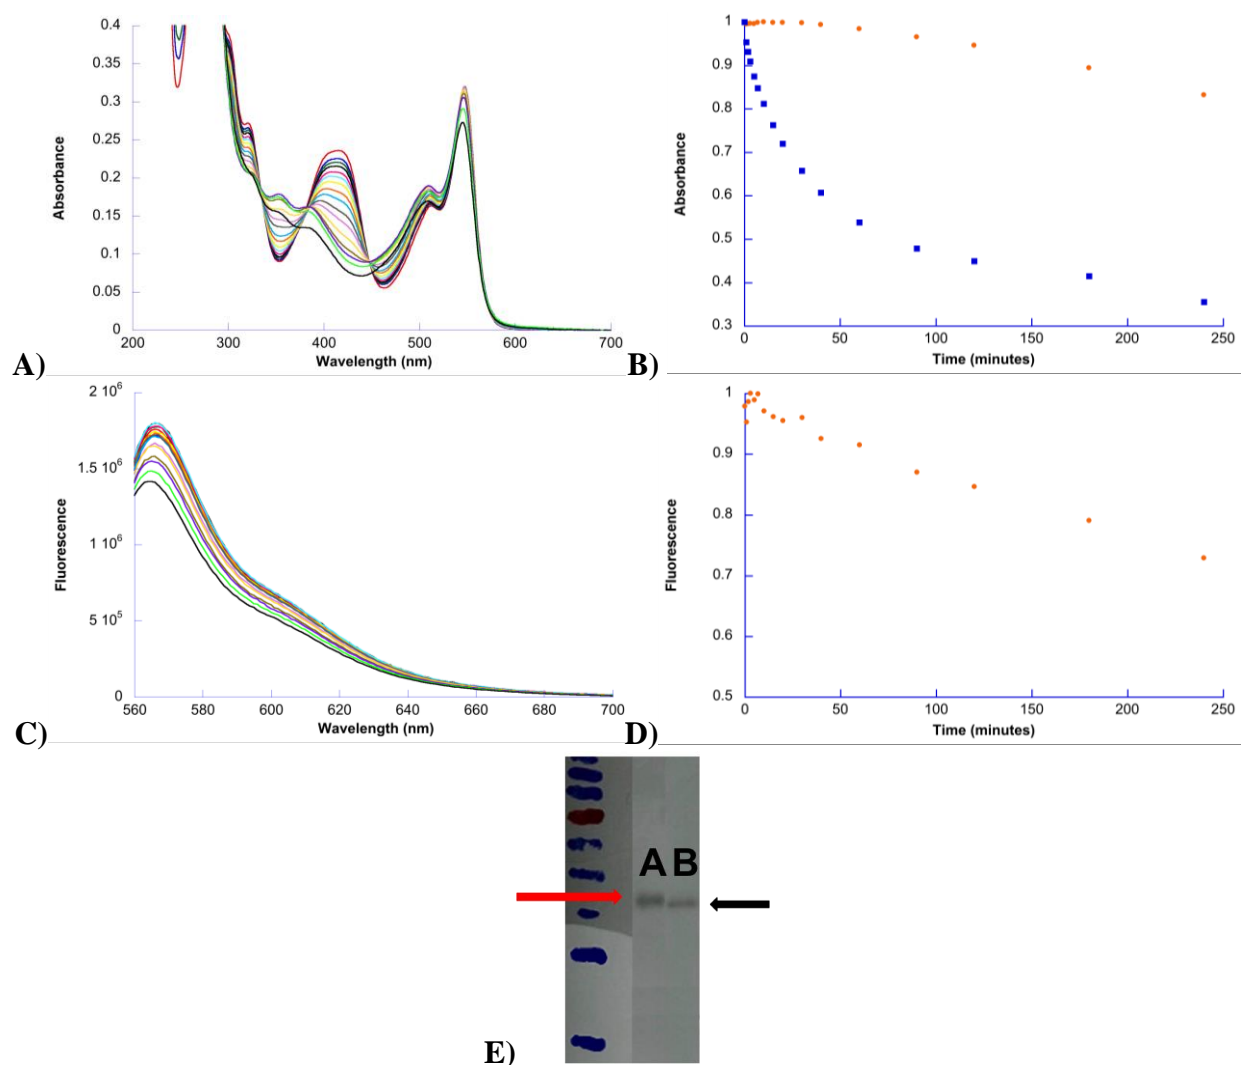 0.4
0.35
0.3
0.25
0.2
0.15
0.1
0.05
0
Absorbance
200 300 400 500 600 700
Wavelength (nm)
A)
1
0.9
0.8
0.7
0.6
0.5
0.4
0.3
Absorbance
0 50 100 150 200 250
Time (minutes)
B)
2 10⁶
1.5 10⁶
1 10⁶
5 10⁵
0
Fluorescence
560 580 600 620 640 660 680 700
Wavelength (nm)
C)
1
0.9
0.8
0.7
0.6
0.5
Fluorescence
0 50 100 150 200 250
Time (minutes)
D)
A B
E)